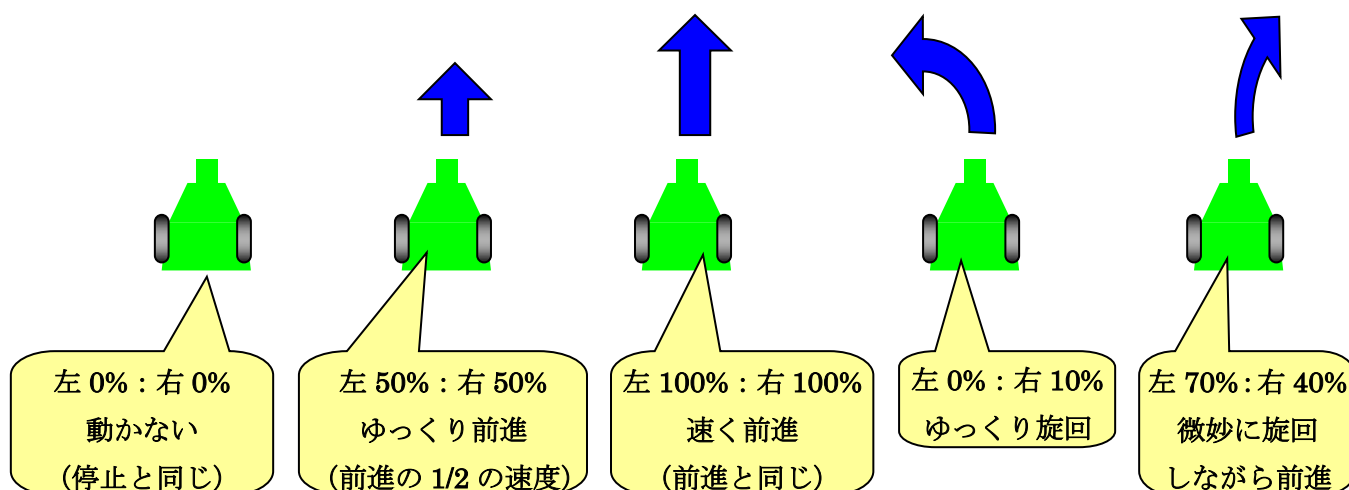 左 0%：右 0%
動かない
（停止と同じ）
左 50%：右 50%
ゆっくり前進
（前進の 1/2 の速度）
左 100%：右 100%
速く前進
（前進と同じ）
左 0%：右 10%
ゆっくり旋回
左 70%：右 40%
微妙に旋回
しながら前進